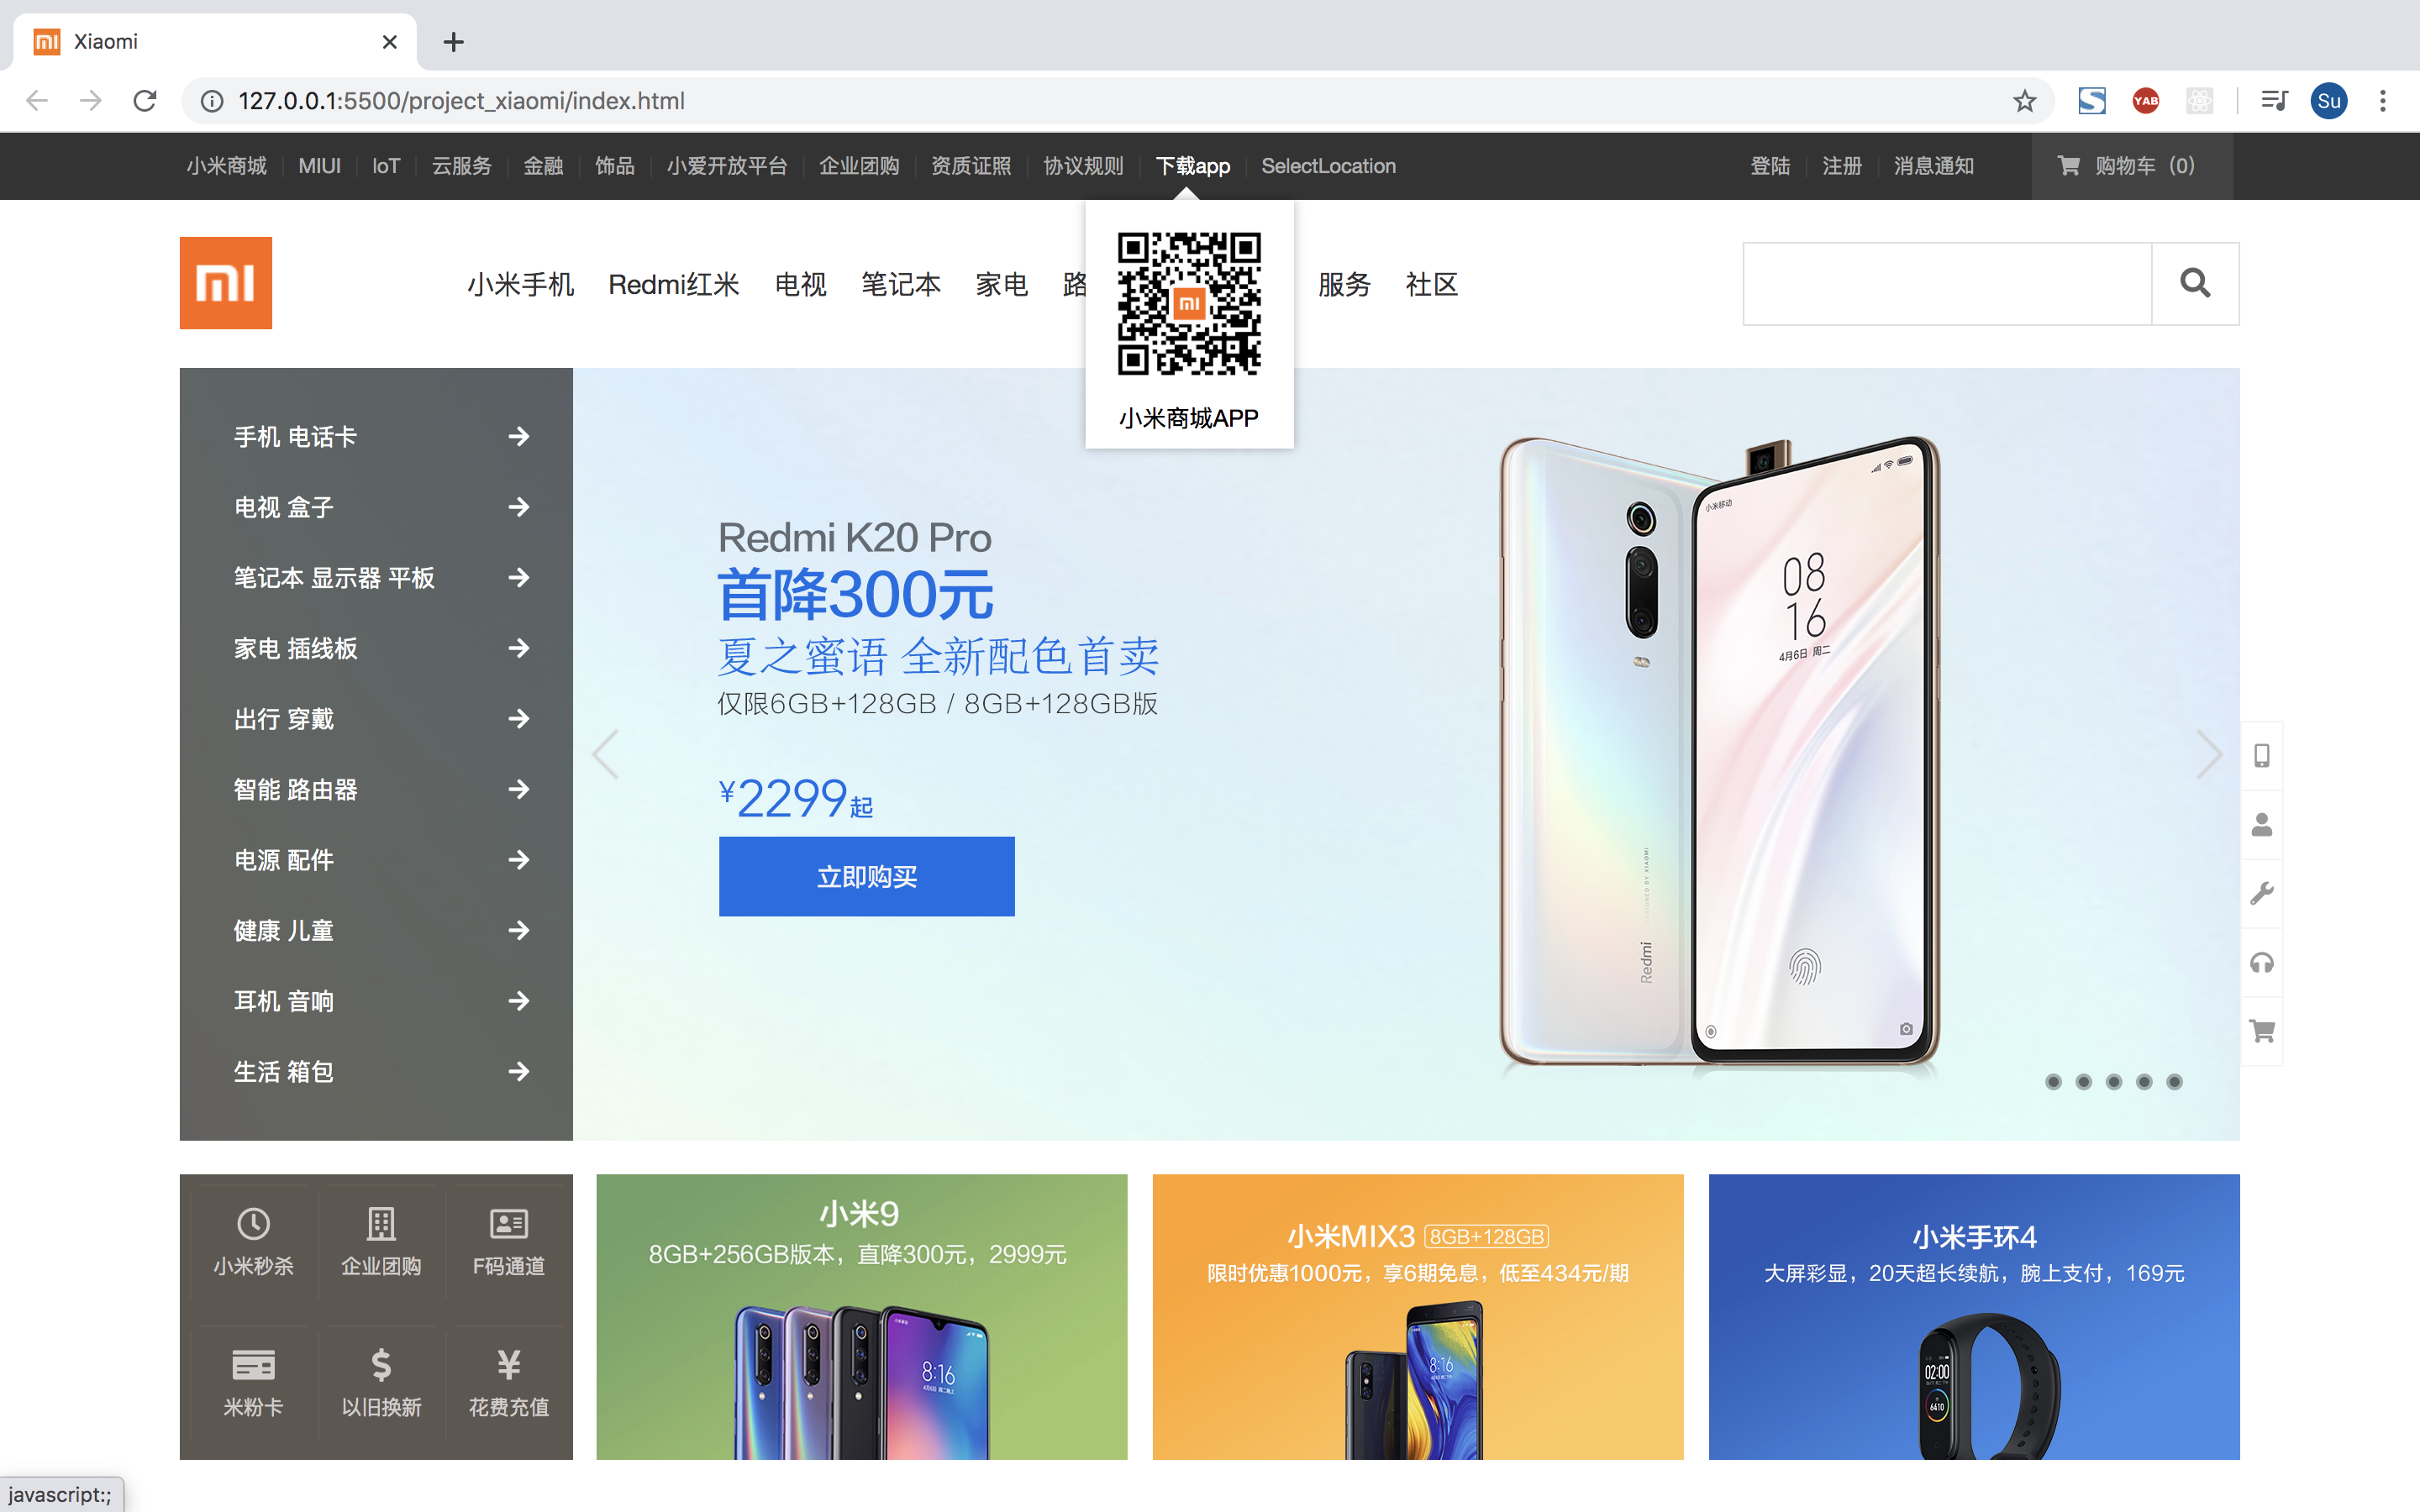 Xiaomi
127.0.0.1:5500/project_xiaomi/index.html
YAB
Su
小米商城 MIUI IoT 云服务 金融 饰品 小爱开放平台 企业团购 资质证照 协议规则 下载app SelectLocation 登陆 注册 消息通知 购物车 (0)
小米手机 Redmi红米 电视 笔记本 家电 路 服务 社区
小米商城APP
手机 电话卡
电视 盒子
笔记本 显示器 平板
家电 插线板
出行 穿戴
智能 路由器
电源 配件
健康 儿童
耳机 音响
生活 箱包
Redmi K20 Pro
首降300元
夏之蜜语 全新配色首卖
仅限6GB+128GB / 8GB+128GB版
¥2299起
立即购买
小米移动
08
16
4月6日 周二
DESIGNED BY XIAOMI
Redmi
小米秒杀 企业团购 F码通道
米粉卡 以旧换新 花费充值
小米9
8GB+256GB版本，直降300元，2999元
8:16
小米MIX3 8GB+128GB
限时优惠1000元，享6期免息，低至434元/期
8:16
小米手环4
大屏彩显，20天超长续航，腕上支付，169元
02:00
6410
javascript:;